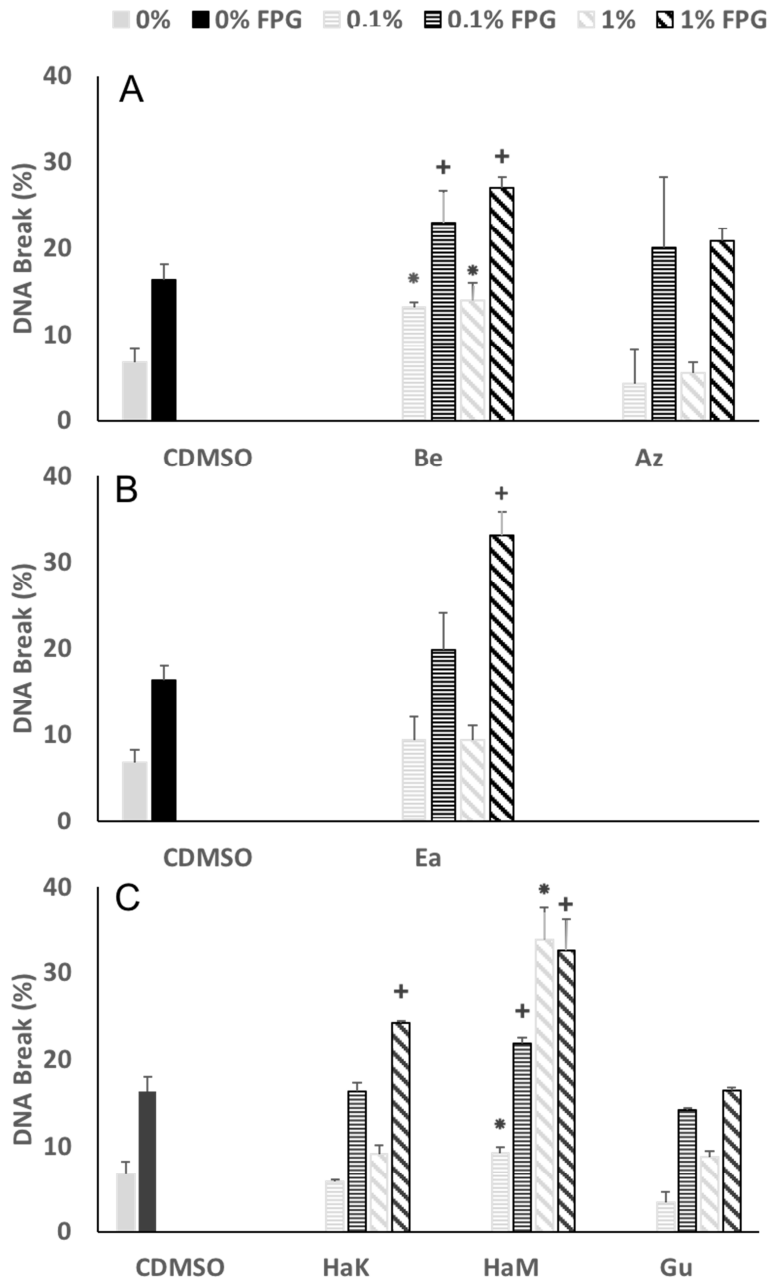 0% 0% FPG 0.1% 0.1% FPG 1% 1% FPG
A
40
30
20
10
0
DNA Break (%)
* + * +
CDMSO Be Az
B
40
30
20
10
0
DNA Break (%)
+
CDMSO Ea
C
40
30
20
10
0
DNA Break (%)
+ * + * +
CDMSO HaK HaM Gu